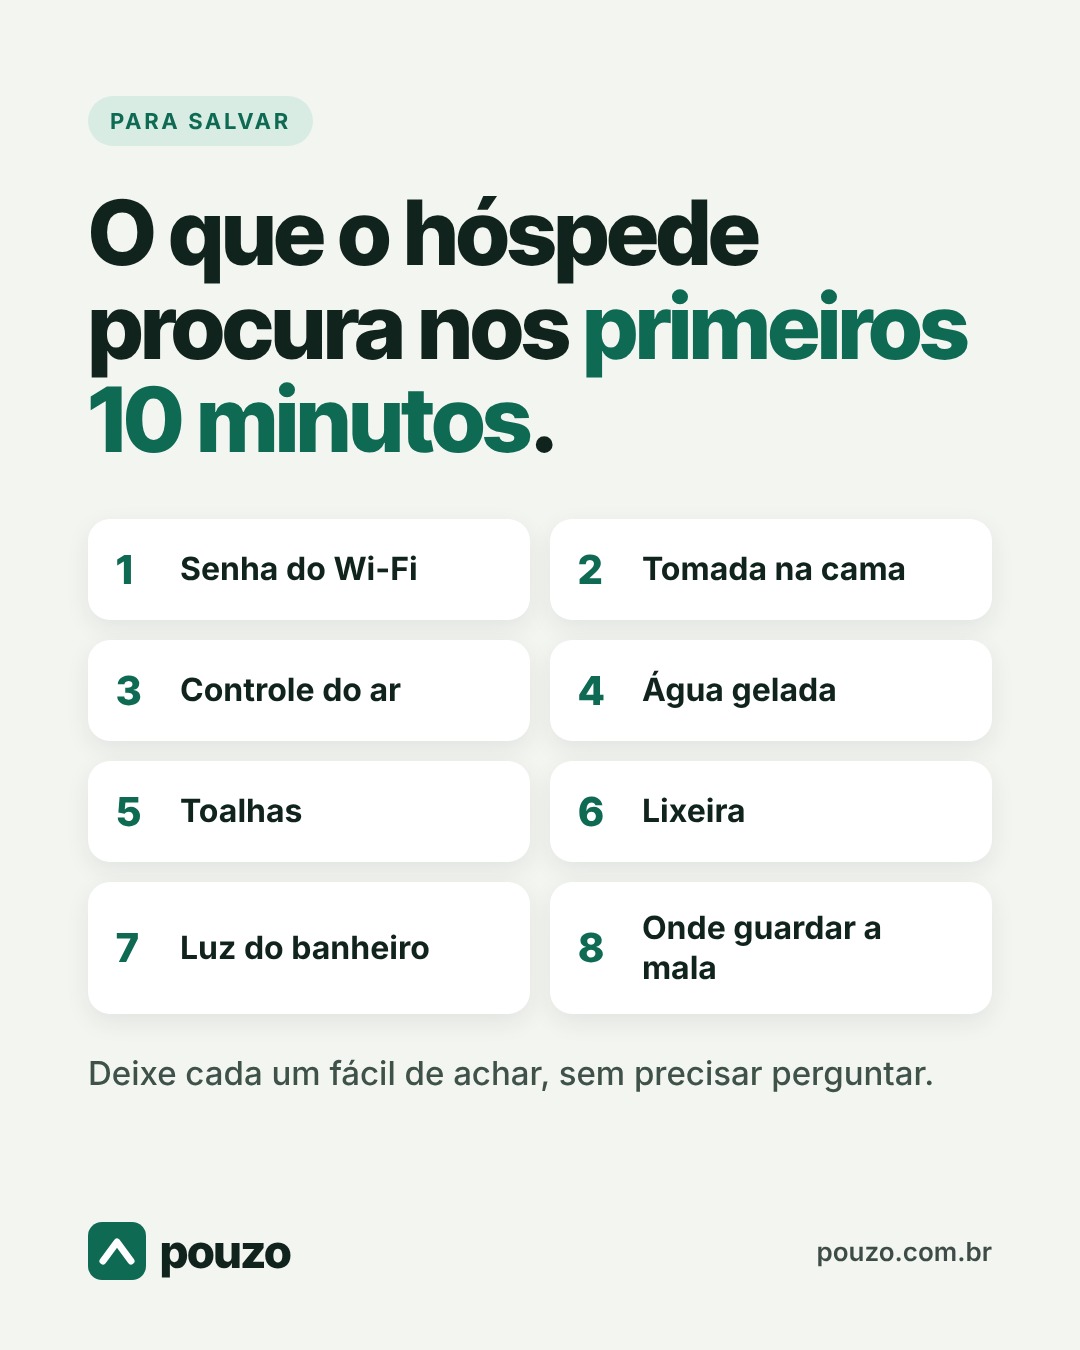 PARA SALVAR
O que o hóspede
procura nos primeiros
10 minutos.
1 Senha do Wi-Fi
2 Tomada na cama
3 Controle do ar
4 Água gelada
5 Toalhas
6 Lixeira
7 Luz do banheiro
8 Onde guardar a
mala
Deixe cada um fácil de achar, sem precisar perguntar.
pouzo
pouzo.com.br